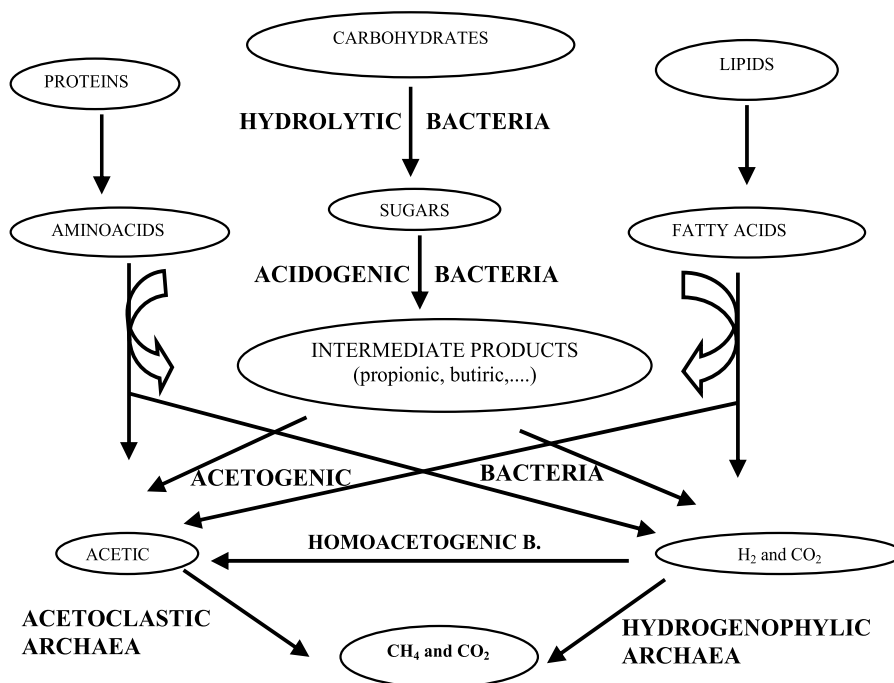 CARBOHYDRATES
PROTEINS
LIPIDS
HYDROLYTIC BACTERIA
AMINOACIDS
SUGARS
FATTY ACIDS
ACIDOGENIC BACTERIA
INTERMEDIATE PRODUCTS
(propionic, butiric,....)
ACETOGENIC BACTERIA
HOMOACETOGENIC B.
ACETIC
H₂ and CO₂
ACETOCLASTIC
ARCHAEA
CH₄ and CO₂
HYDROGENOPHYLIC
ARCHAEA